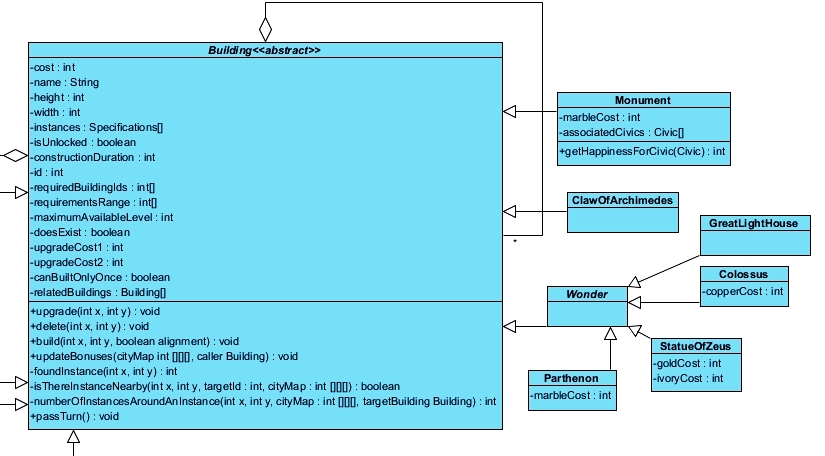 Building<<abstract>>
-cost : int
-name : String
-height : int
-width : int
-instances : Specifications[]
-isUnlocked : boolean
-constructionDuration : int
-id : int
-requiredBuildingIds : int[]
-requirementsRange : int[]
-maximumAvailableLevel : int
-doesExist : boolean
-upgradeCost1 : int
-upgradeCost2 : int
-canBuiltOnlyOnce : boolean
-relatedBuildings : Building[]
+upgrade(int x, int y) : void
+delete(int x, int y) : void
+build(int x, int y, boolean alignment) : void
+updateBonuses(cityMap int [][][], caller Building) : void
-foundInstance(int x, int y) : int
-isThereInstanceNearby(int x, int y, targetId : int, cityMap : int [][][]) : boolean
-numberOfInstancesAroundAnInstance(int x, int y, cityMap : int [][][], targetBuilding Building) : int
+passTurn() : void
*
Monument
-marbleCost : int
-associatedCivics : Civic[]
+getHappinessForCivic(Civic) : int
ClawOfArchimedes
GreatLightHouse
Colossus
-copperCost : int
Wonder
StatueOfZeus
-goldCost : int
-ivoryCost : int
Parthenon
-marbleCost : int